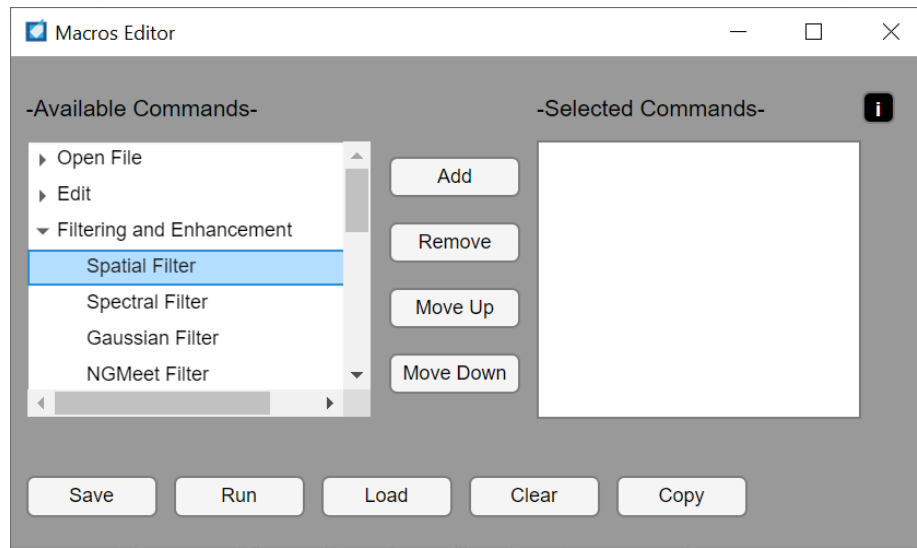 Macros Editor
-Available Commands-
-Selected Commands-
i
Open File
Edit
Filtering and Enhancement
Spatial Filter
Spectral Filter
Gaussian Filter
NGMeet Filter
Add
Remove
Move Up
Move Down
Save
Run
Load
Clear
Copy